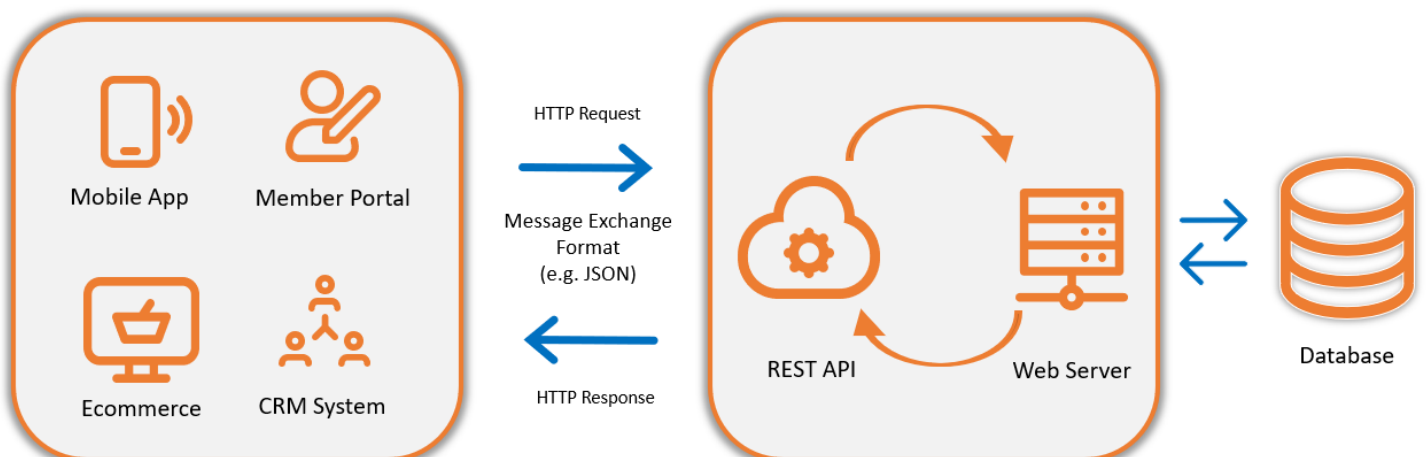 Mobile App
Member Portal
Ecommerce
CRM System
HTTP Request
Message Exchange
Format
(e.g. JSON)
HTTP Response
REST API
Web Server
Database